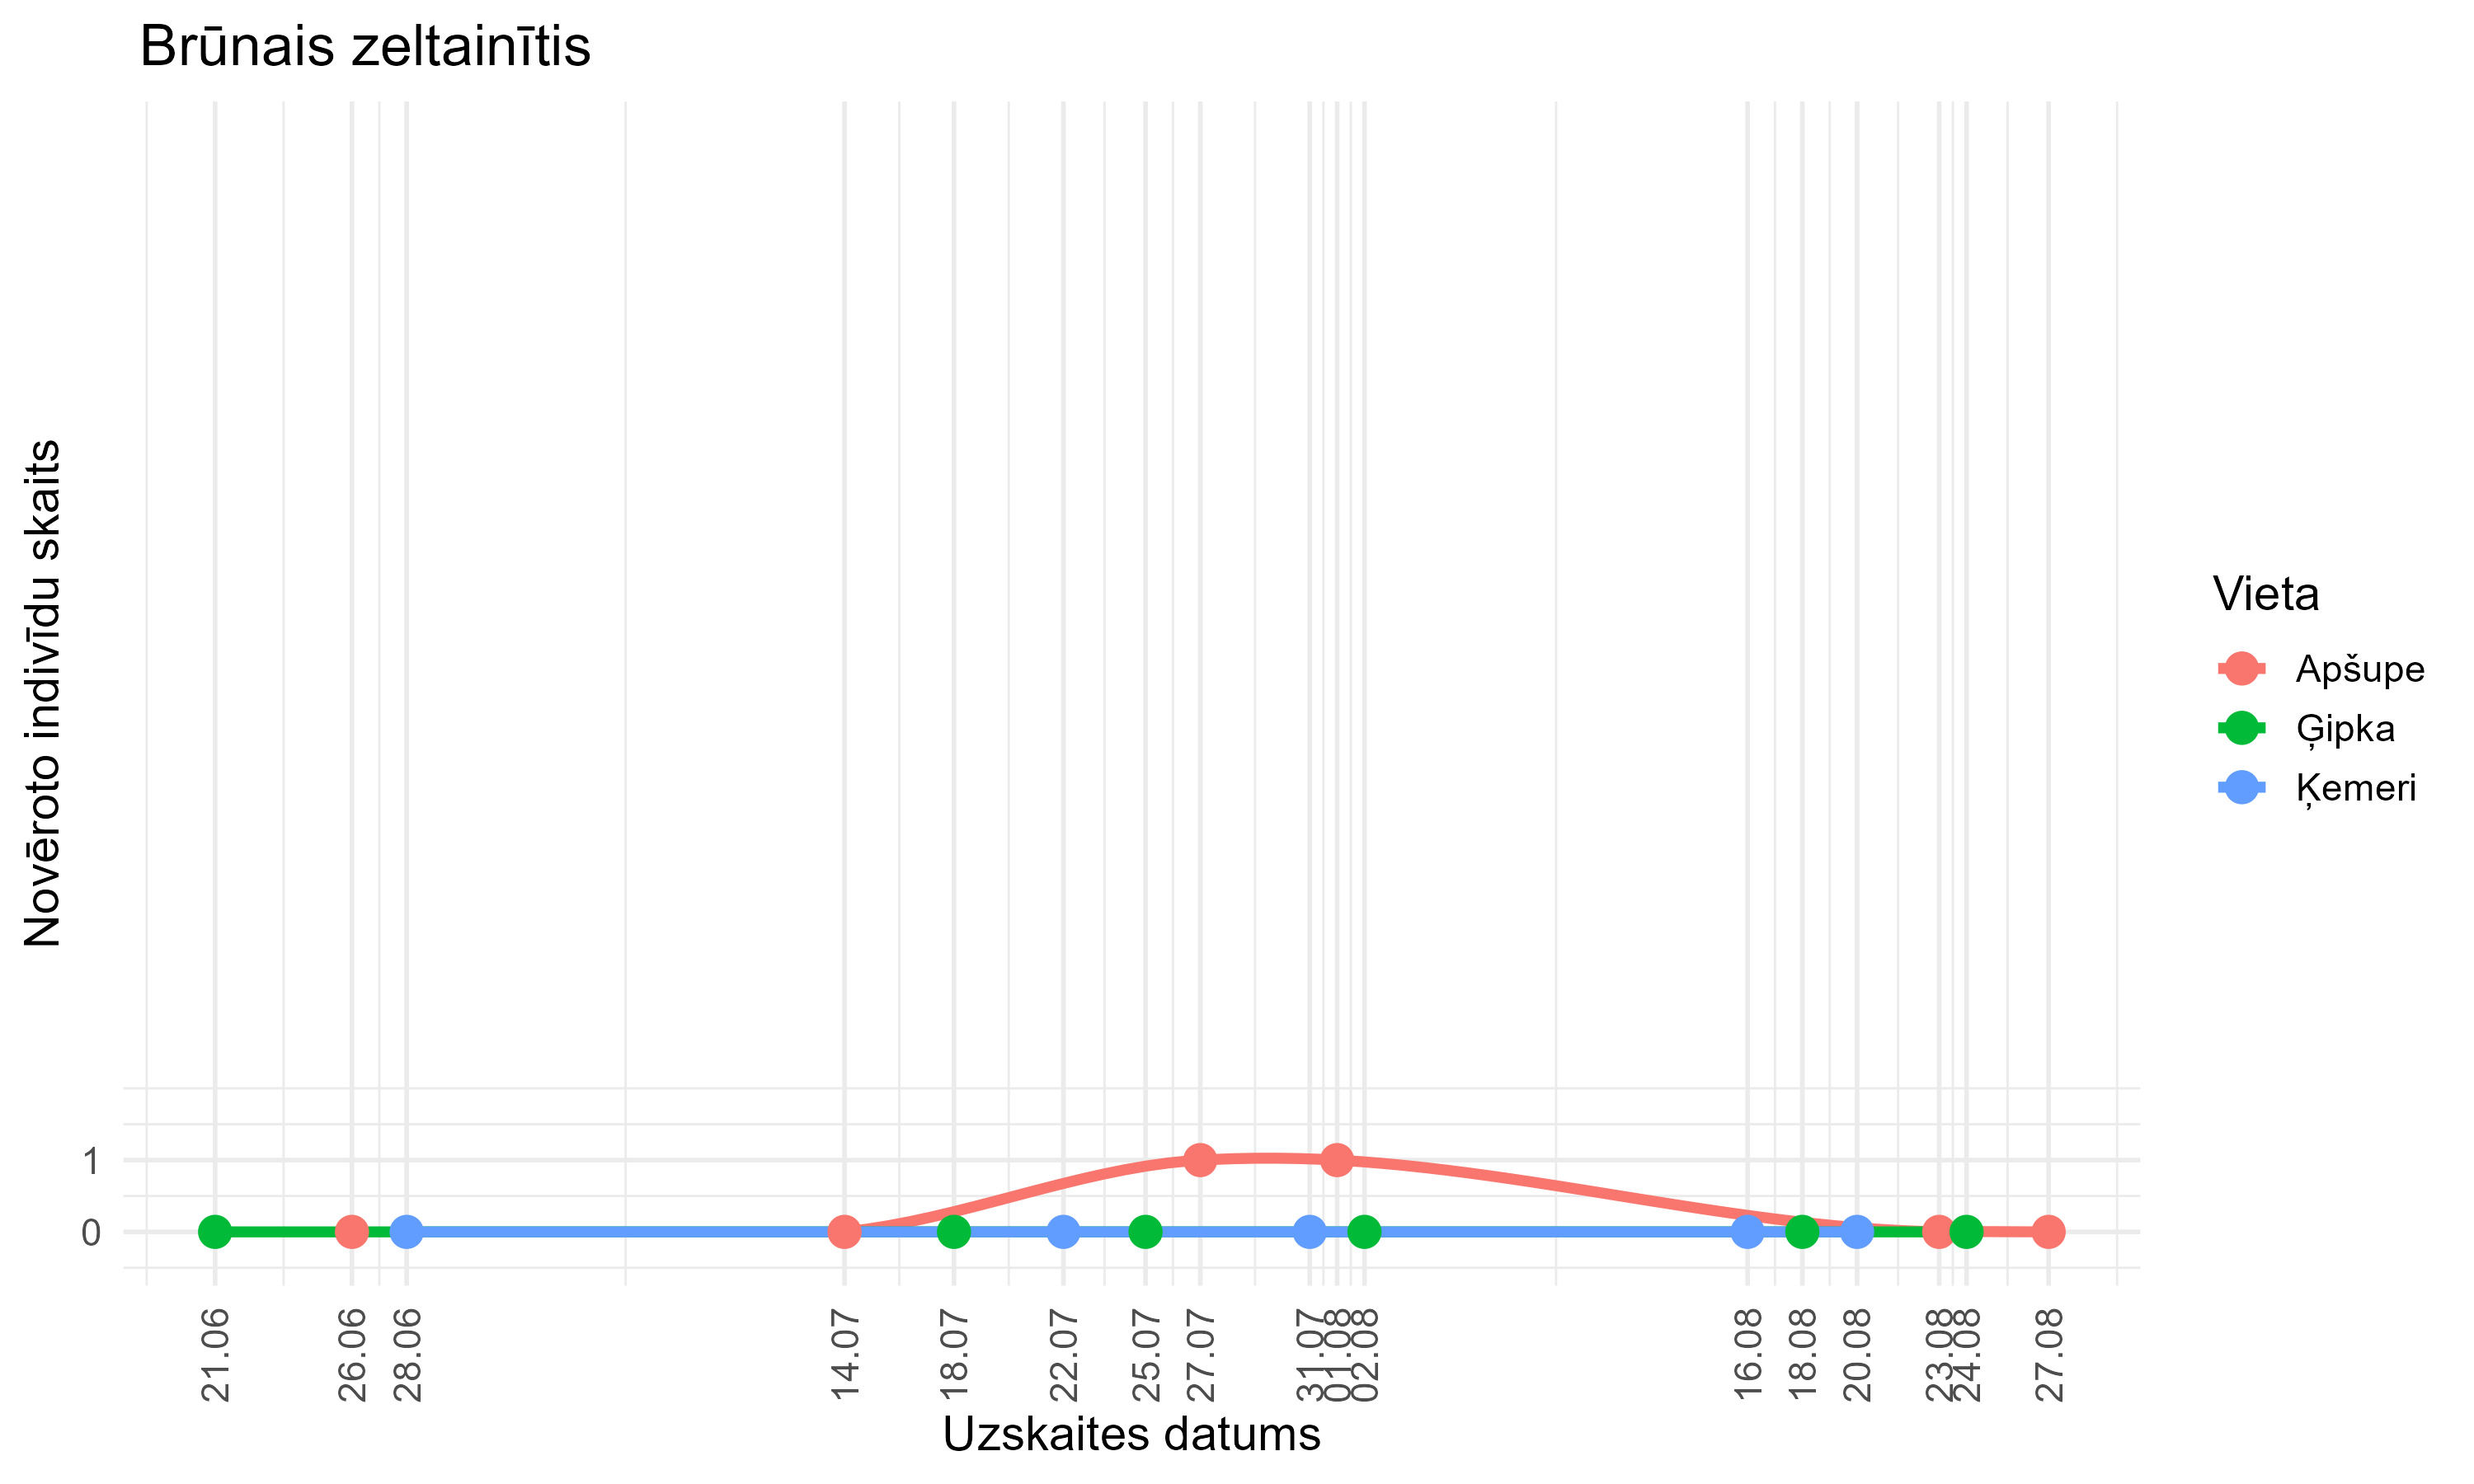 Brūnais zeltainītis
Novēroto indivīdu skaits
1
0
21.06
26.06
28.06
14.07
18.07
22.07
25.07
27.07
31.07
01.08
02.08
16.08
18.08
20.08
23.08
24.08
27.08
Uzskaites datums
Vieta
Apšupe
Ģipka
Ķemeri